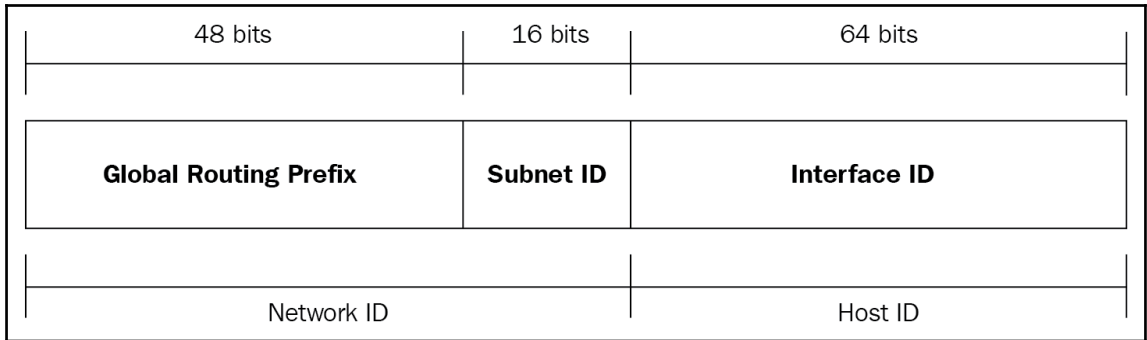 48 bits 16 bits 64 bits
Global Routing Prefix Subnet ID Interface ID
Network ID Host ID